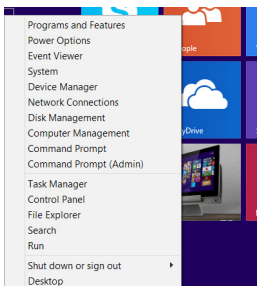 Programs and Features
Power Options
Event Viewer
System
Device Manager
Network Connections
Disk Management
Computer Management
Command Prompt
Command Prompt (Admin)
Task Manager
Control Panel
File Explorer
Search
Run
Shut down or sign out
Desktop
ople
yDrive